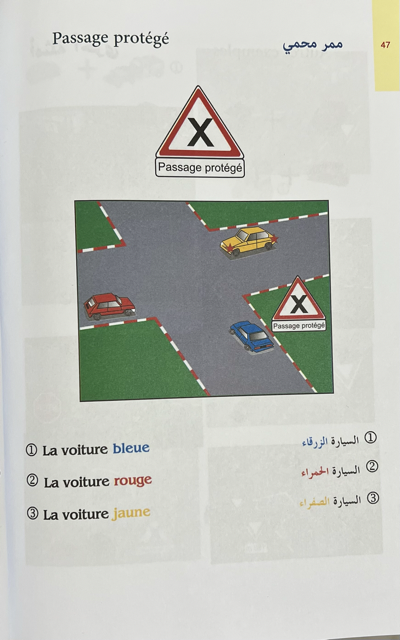 Passage protégé
ممر محمي
47
X
Passage protégé
X
Passage protégé
① La voiture bleue
① السيارة الزرقاء
② La voiture rouge
② السيارة الحمراء
③ La voiture jaune
③ السيارة الصفراء